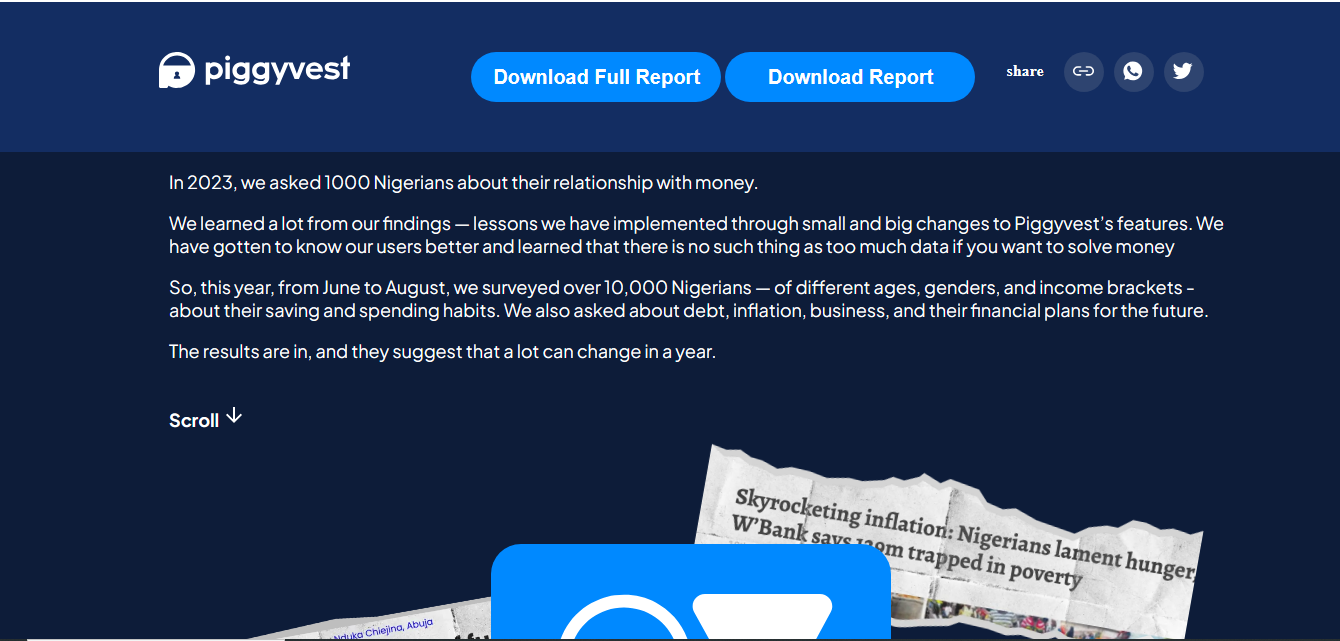 piggyvest
Download Full Report
Download Report
share
In 2023, we asked 1000 Nigerians about their relationship with money.
We learned a lot from our findings — lessons we have implemented through small and big changes to Piggyvest’s features. We
have gotten to know our users better and learned that there is no such thing as too much data if you want to solve money
So, this year, from June to August, we surveyed over 10,000 Nigerians — of different ages, genders, and income brackets -
about their saving and spending habits. We also asked about debt, inflation, business, and their financial plans for the future.
The results are in, and they suggest that a lot can change in a year.
Scroll
Skyrocketing inflation: Nigerians lament hunger,
W’Bank says trapped in poverty
Nduka Chiejina, Abuja